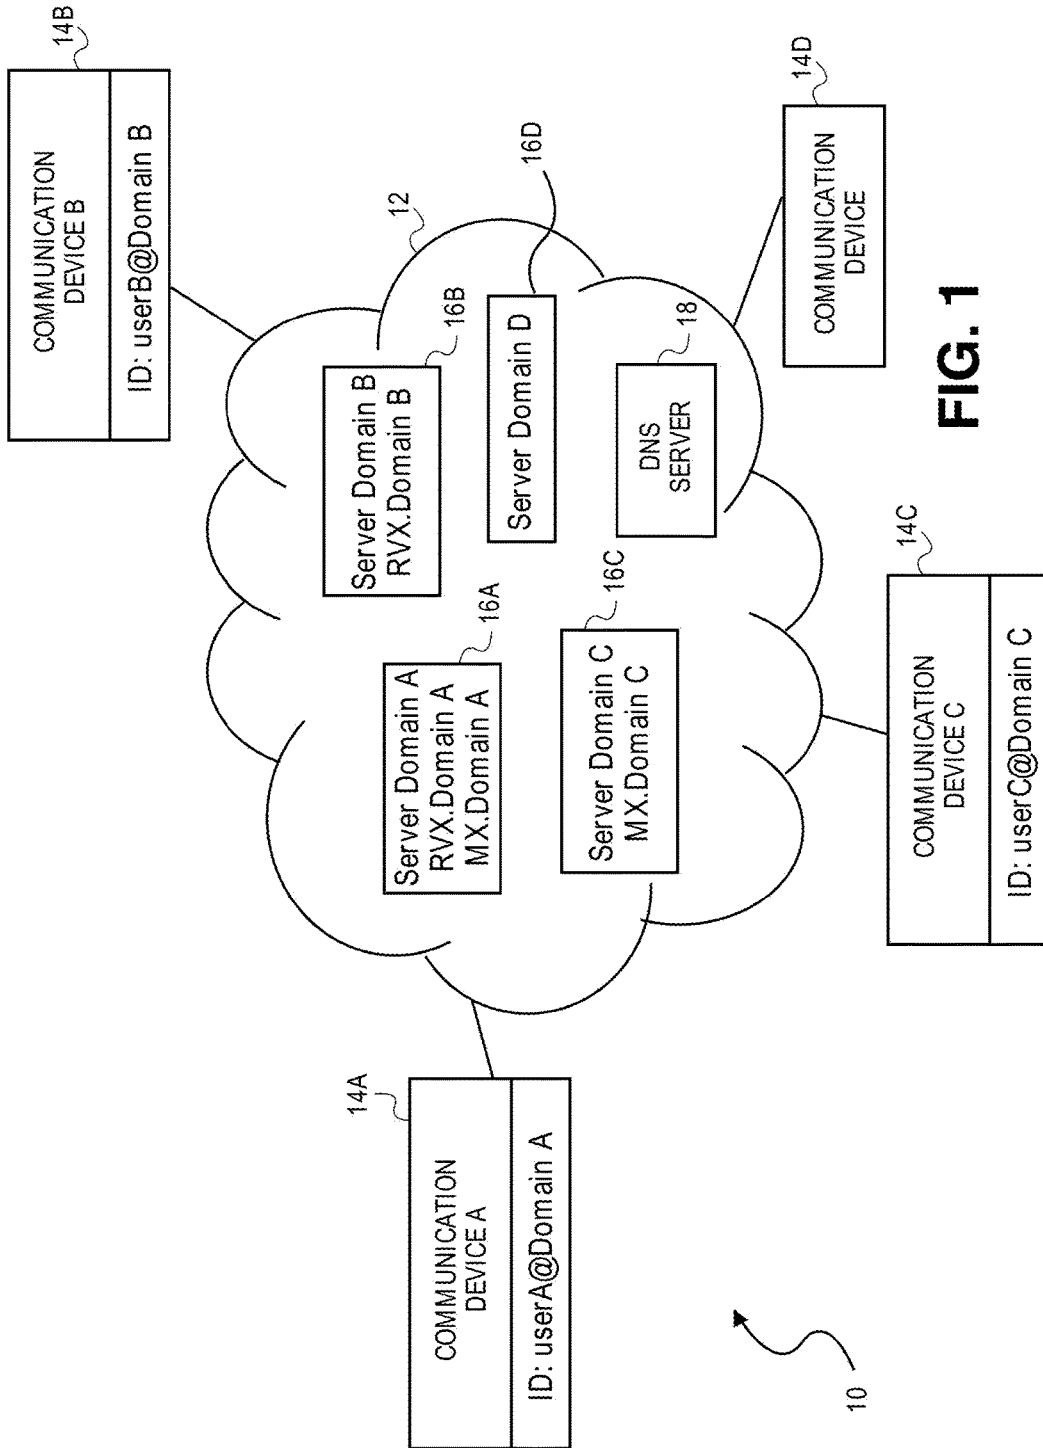 14B
COMMUNICATION
DEVICE B
ID: userB@Domain B
12
16D
14D
COMMUNICATION
DEVICE
Server Domain B
RVX.Domain B
16B
Server Domain D
DNS
SERVER
18
Server Domain A
RVX.Domain A
MX.Domain A
16A
Server Domain C
MX.Domain C
16C
14C
COMMUNICATION
DEVICE C
ID: userC@Domain C
14A
COMMUNICATION
DEVICE A
ID: userA@Domain A
10
FIG. 1